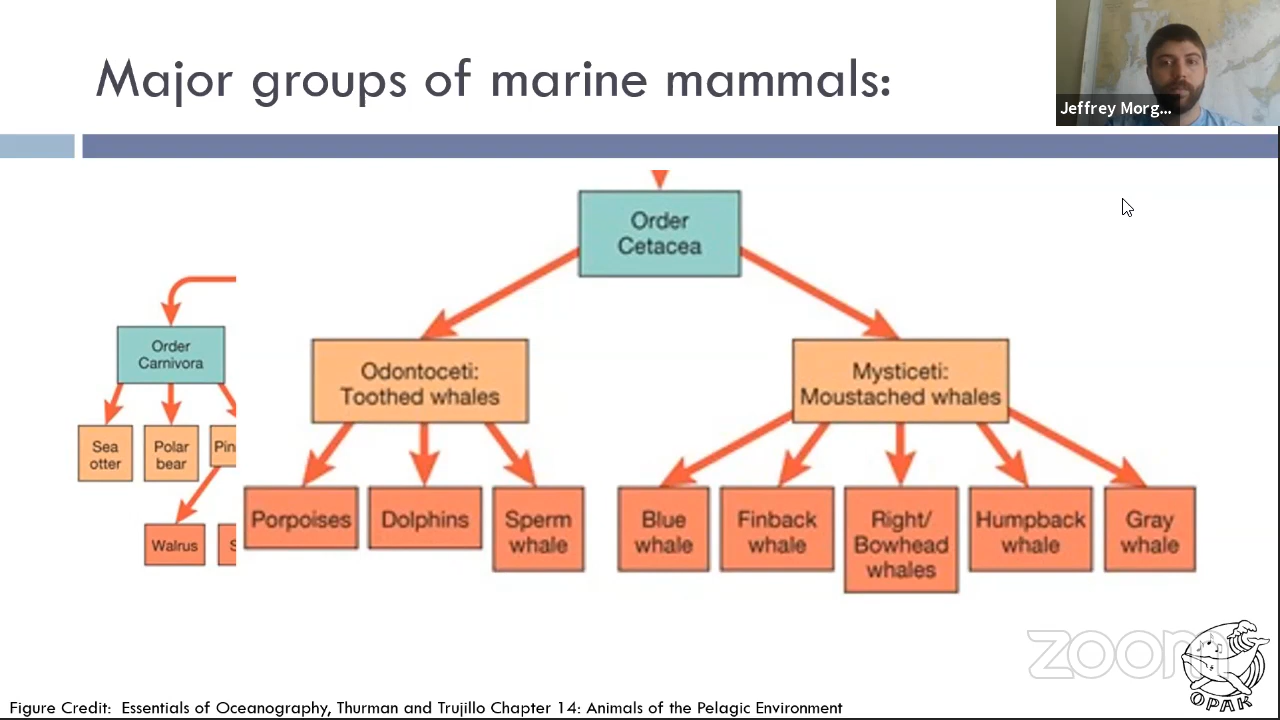 Major groups of marine mammals:
Jeffrey Morg...
Order
Cetacea
Order
Carnivora
Odontoceti:
Toothed whales
Mysticeti:
Moustached whales
Sea
otter
Polar
bear
Pin
Walrus
S
Porpoises
Dolphins
Sperm
whale
Blue
whale
Finback
whale
Right/
Bowhead
whales
Humpback
whale
Gray
whale
zoom
OPAK
Figure Credit: Essentials of Oceanography, Thurman and Trujillo Chapter 14: Animals of the Pelagic Environment